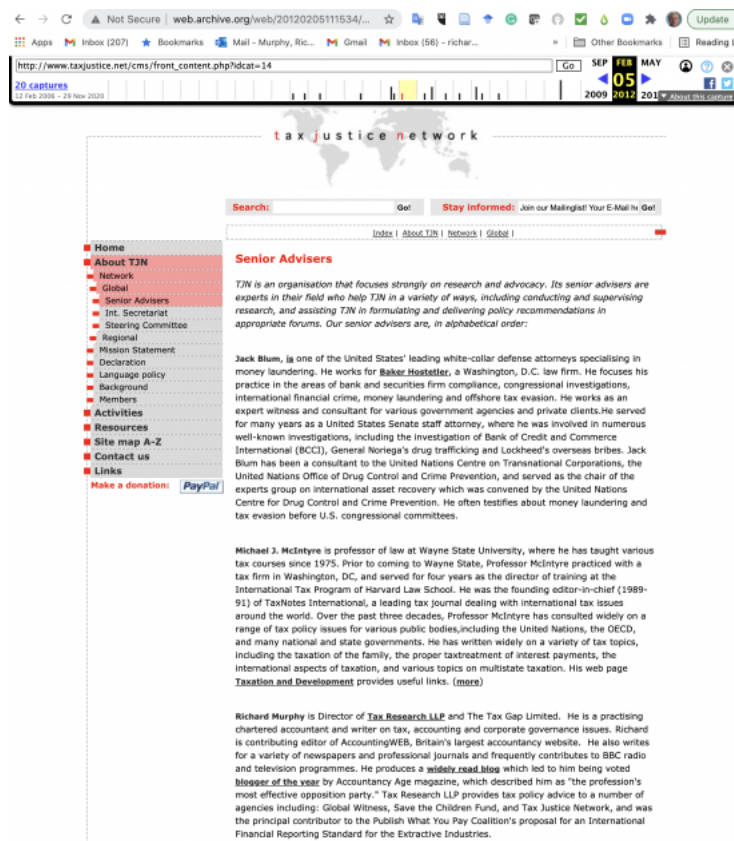 Not Secure | web.archive.org/web/20120205111534/...
Update
Apps
Inbox (207)
Bookmarks
Mail - Murphy, Ric...
Gmail
Inbox (56) - richar...
»
Other Bookmarks
Reading L
http://www.taxjustice.net/cms/front_content.php?idcat=14
Go
SEP FEB MAY
20 captures
12 Feb 2006 – 29 Nov 2020
05
2009 2012 201
About this capture
tax justice network
Search:
Go!
Stay informed: Join our Mailinglist! Your E-Mail he Go!
Index | About TJN | Network | Global |
Home
About TJN
Network
Global
Senior Advisers
Int. Secretariat
Steering Committee
Regional
Mission Statement
Declaration
Language policy
Background
Members
Activities
Resources
Site map A-Z
Contact us
Links
Make a donation: PayPal
Senior Advisers
TJN is an organisation that focuses strongly on research and advocacy. Its senior advisers are
experts in their field who help TJN in a variety of ways, including conducting and supervising
research, and assisting TJN in formulating and delivering policy recommendations in
appropriate forums. Our senior advisers are, in alphabetical order:
Jack Blum, is one of the United States' leading white-collar defense attorneys specialising in
money laundering. He works for Baker Hostetler, a Washington, D.C. law firm. He focuses his
practice in the areas of bank and securities firm compliance, congressional investigations,
international financial crime, money laundering and offshore tax evasion. He works as an
expert witness and consultant for various government agencies and private clients.He served
for many years as a United States Senate staff attorney, where he was involved in numerous
well-known investigations, including the investigation of Bank of Credit and Commerce
International (BCCI), General Noriega's drug trafficking and Lockheed's overseas bribes. Jack
Blum has been a consultant to the United Nations Centre on Transnational Corporations, the
United Nations Office of Drug Control and Crime Prevention, and served as the chair of the
experts group on international asset recovery which was convened by the United Nations
Centre for Drug Control and Crime Prevention. He often testifies about money laundering and
tax evasion before U.S. congressional committees.
Michael J. McIntyre is professor of law at Wayne State University, where he has taught various
tax courses since 1975. Prior to coming to Wayne State, Professor McIntyre practiced with a
tax firm in Washington, DC, and served for four years as the director of training at the
International Tax Program of Harvard Law School. He was the founding editor-in-chief (1989-
91) of TaxNotes International, a leading tax journal dealing with international tax issues
around the world. Over the past three decades, Professor McIntyre has consulted widely on a
range of tax policy issues for various public bodies,including the United Nations, the OECD,
and many national and state governments. He has written widely on a variety of tax topics,
including the taxation of the family, the proper taxtreatment of interest payments, the
international aspects of taxation, and various topics on multistate taxation. His web page
Taxation and Development provides useful links. (more)
Richard Murphy is Director of Tax Research LLP and The Tax Gap Limited. He is a practising
chartered accountant and writer on tax, accounting and corporate governance issues. Richard
is contributing editor of AccountingWEB, Britain's largest accountancy website. He also writes
for a variety of newspapers and professional journals and frequently contributes to BBC radio
and television programmes. He produces a widely read blog which led to him being voted
blogger of the year by Accountancy Age magazine, which described him as "the profession's
most effective opposition party." Tax Research LLP provides tax policy advice to a number of
agencies including: Global Witness, Save the Children Fund, and Tax Justice Network, and was
the principal contributor to the Publish What You Pay Coalition's proposal for an International
Financial Reporting Standard for the Extractive Industries.